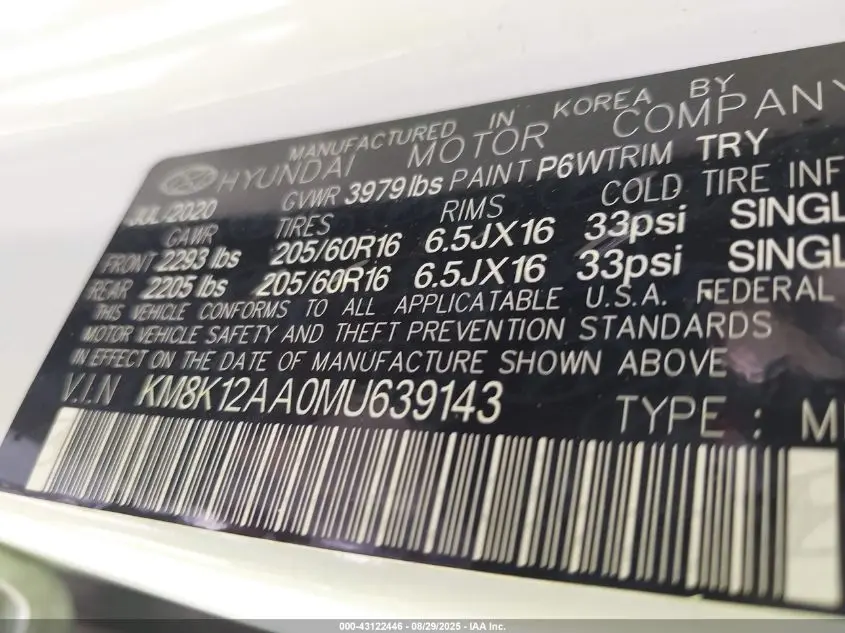 MANUFACTURED IN KOREA BY
HYUNDAI MOTOR COMPANY
JUL/2020 GVWR 3979lbs PAINT P6W TRIM TRY
GAWR TIRES RIMS COLD TIRE INF
FRONT 2293 lbs 205/60R16 6.5JX16 33psi SINGL
REAR 2205 lbs 205/60R16 6.5JX16 33psi SINGL
THIS VEHICLE CONFORMS TO ALL APPLICATABLE U.S.A. FEDERAL
MOTOR VEHICLE SAFETY AND THEFT PREVENTION STANDARDS
IN EFFECT ON THE DATE OF MANUFACTURE SHOWN ABOVE
V.I.N KM8K12AA0MU639143
TYPE : M
000-43122446 - 08/29/2025 - IAA Inc.